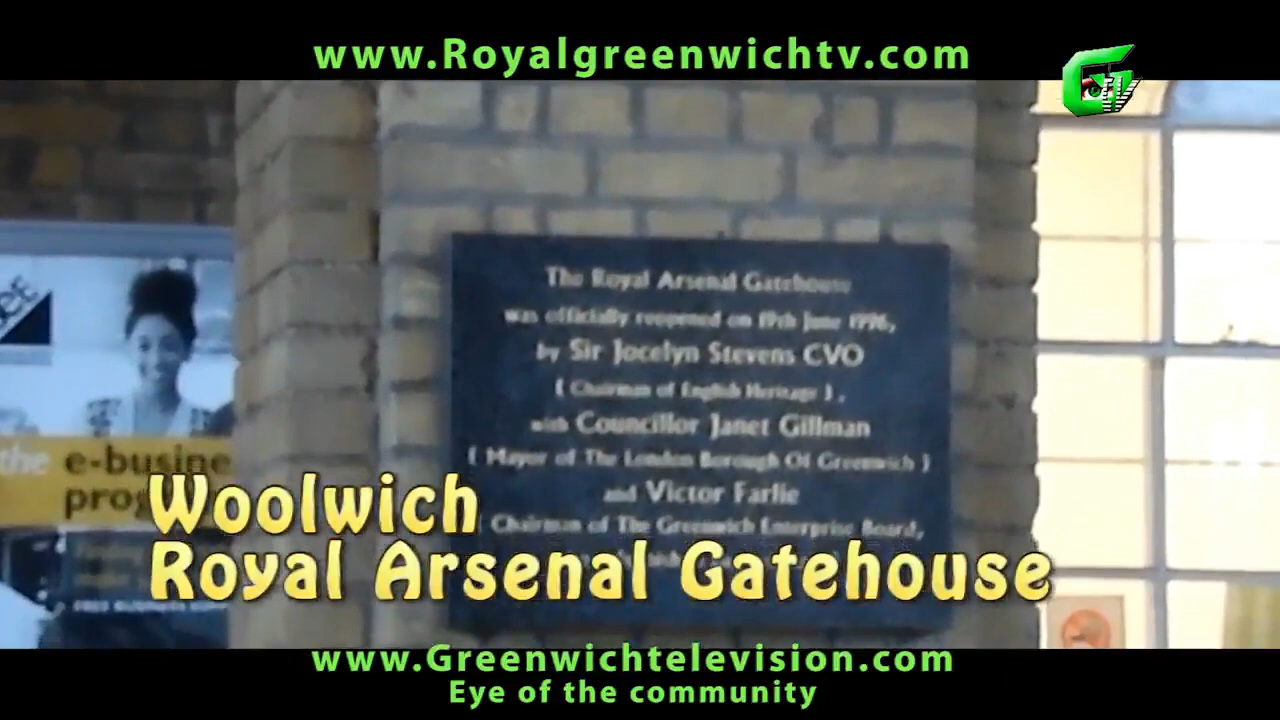 www.Royalgreenwichtv.com
GTV
The Royal Arsenal Gatehouse
was officially reopened on 19th June 1996,
by Sir Jocelyn Stevens CVO
( Chairman of English Heritage ) ,
with Councillor Janet Gillman
( Mayor of The London Borough Of Greenwich )
and Victor Farlie
( Chairman of The Greenwich Enterprise Board,
the e-busine
prog
Woolwich
Royal Arsenal Gatehouse
www.Greenwichtelevision.com
Eye of the community